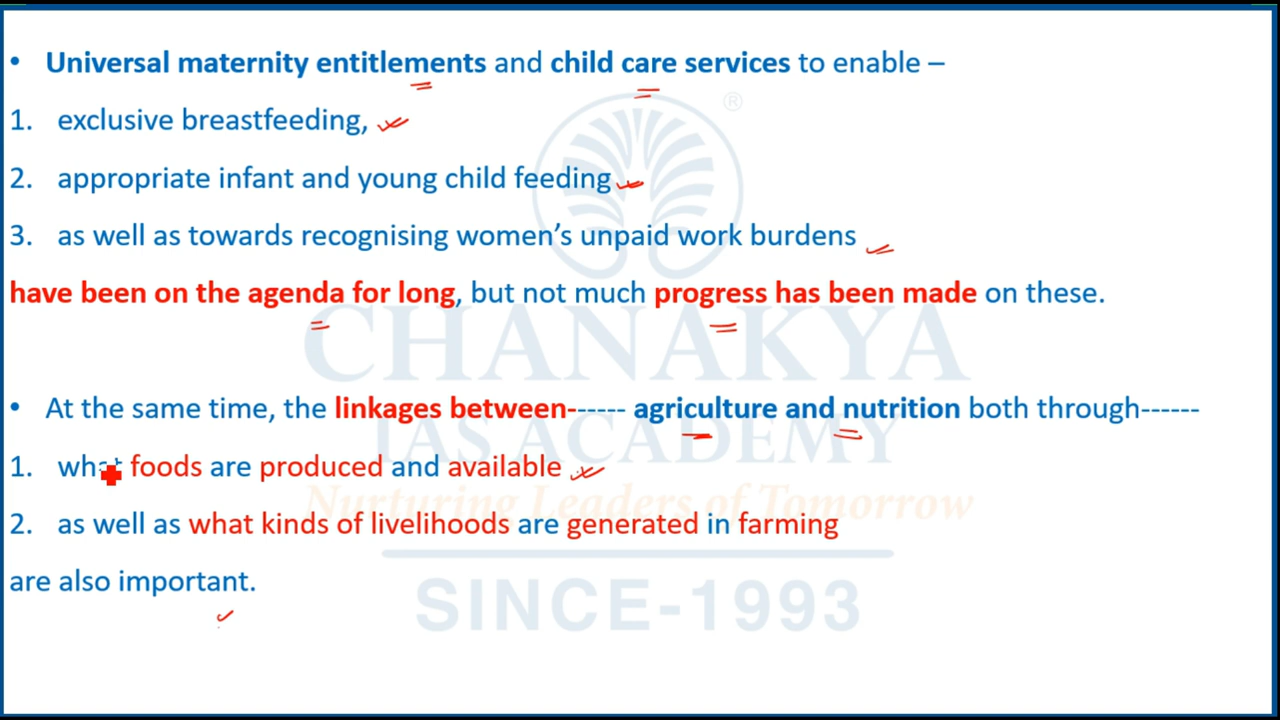 • Universal maternity entitlements and child care services to enable –
1. exclusive breastfeeding,
2. appropriate infant and young child feeding
3. as well as towards recognising women's unpaid work burdens
have been on the agenda for long, but not much progress has been made on these.
• At the same time, the linkages between------ agriculture and nutrition both through------
1. what foods are produced and available
2. as well as what kinds of livelihoods are generated in farming
are also important.
®
CHANAKYA
IAS ACADEMY
Nurturing Leaders of Tomorrow
SINCE-1993